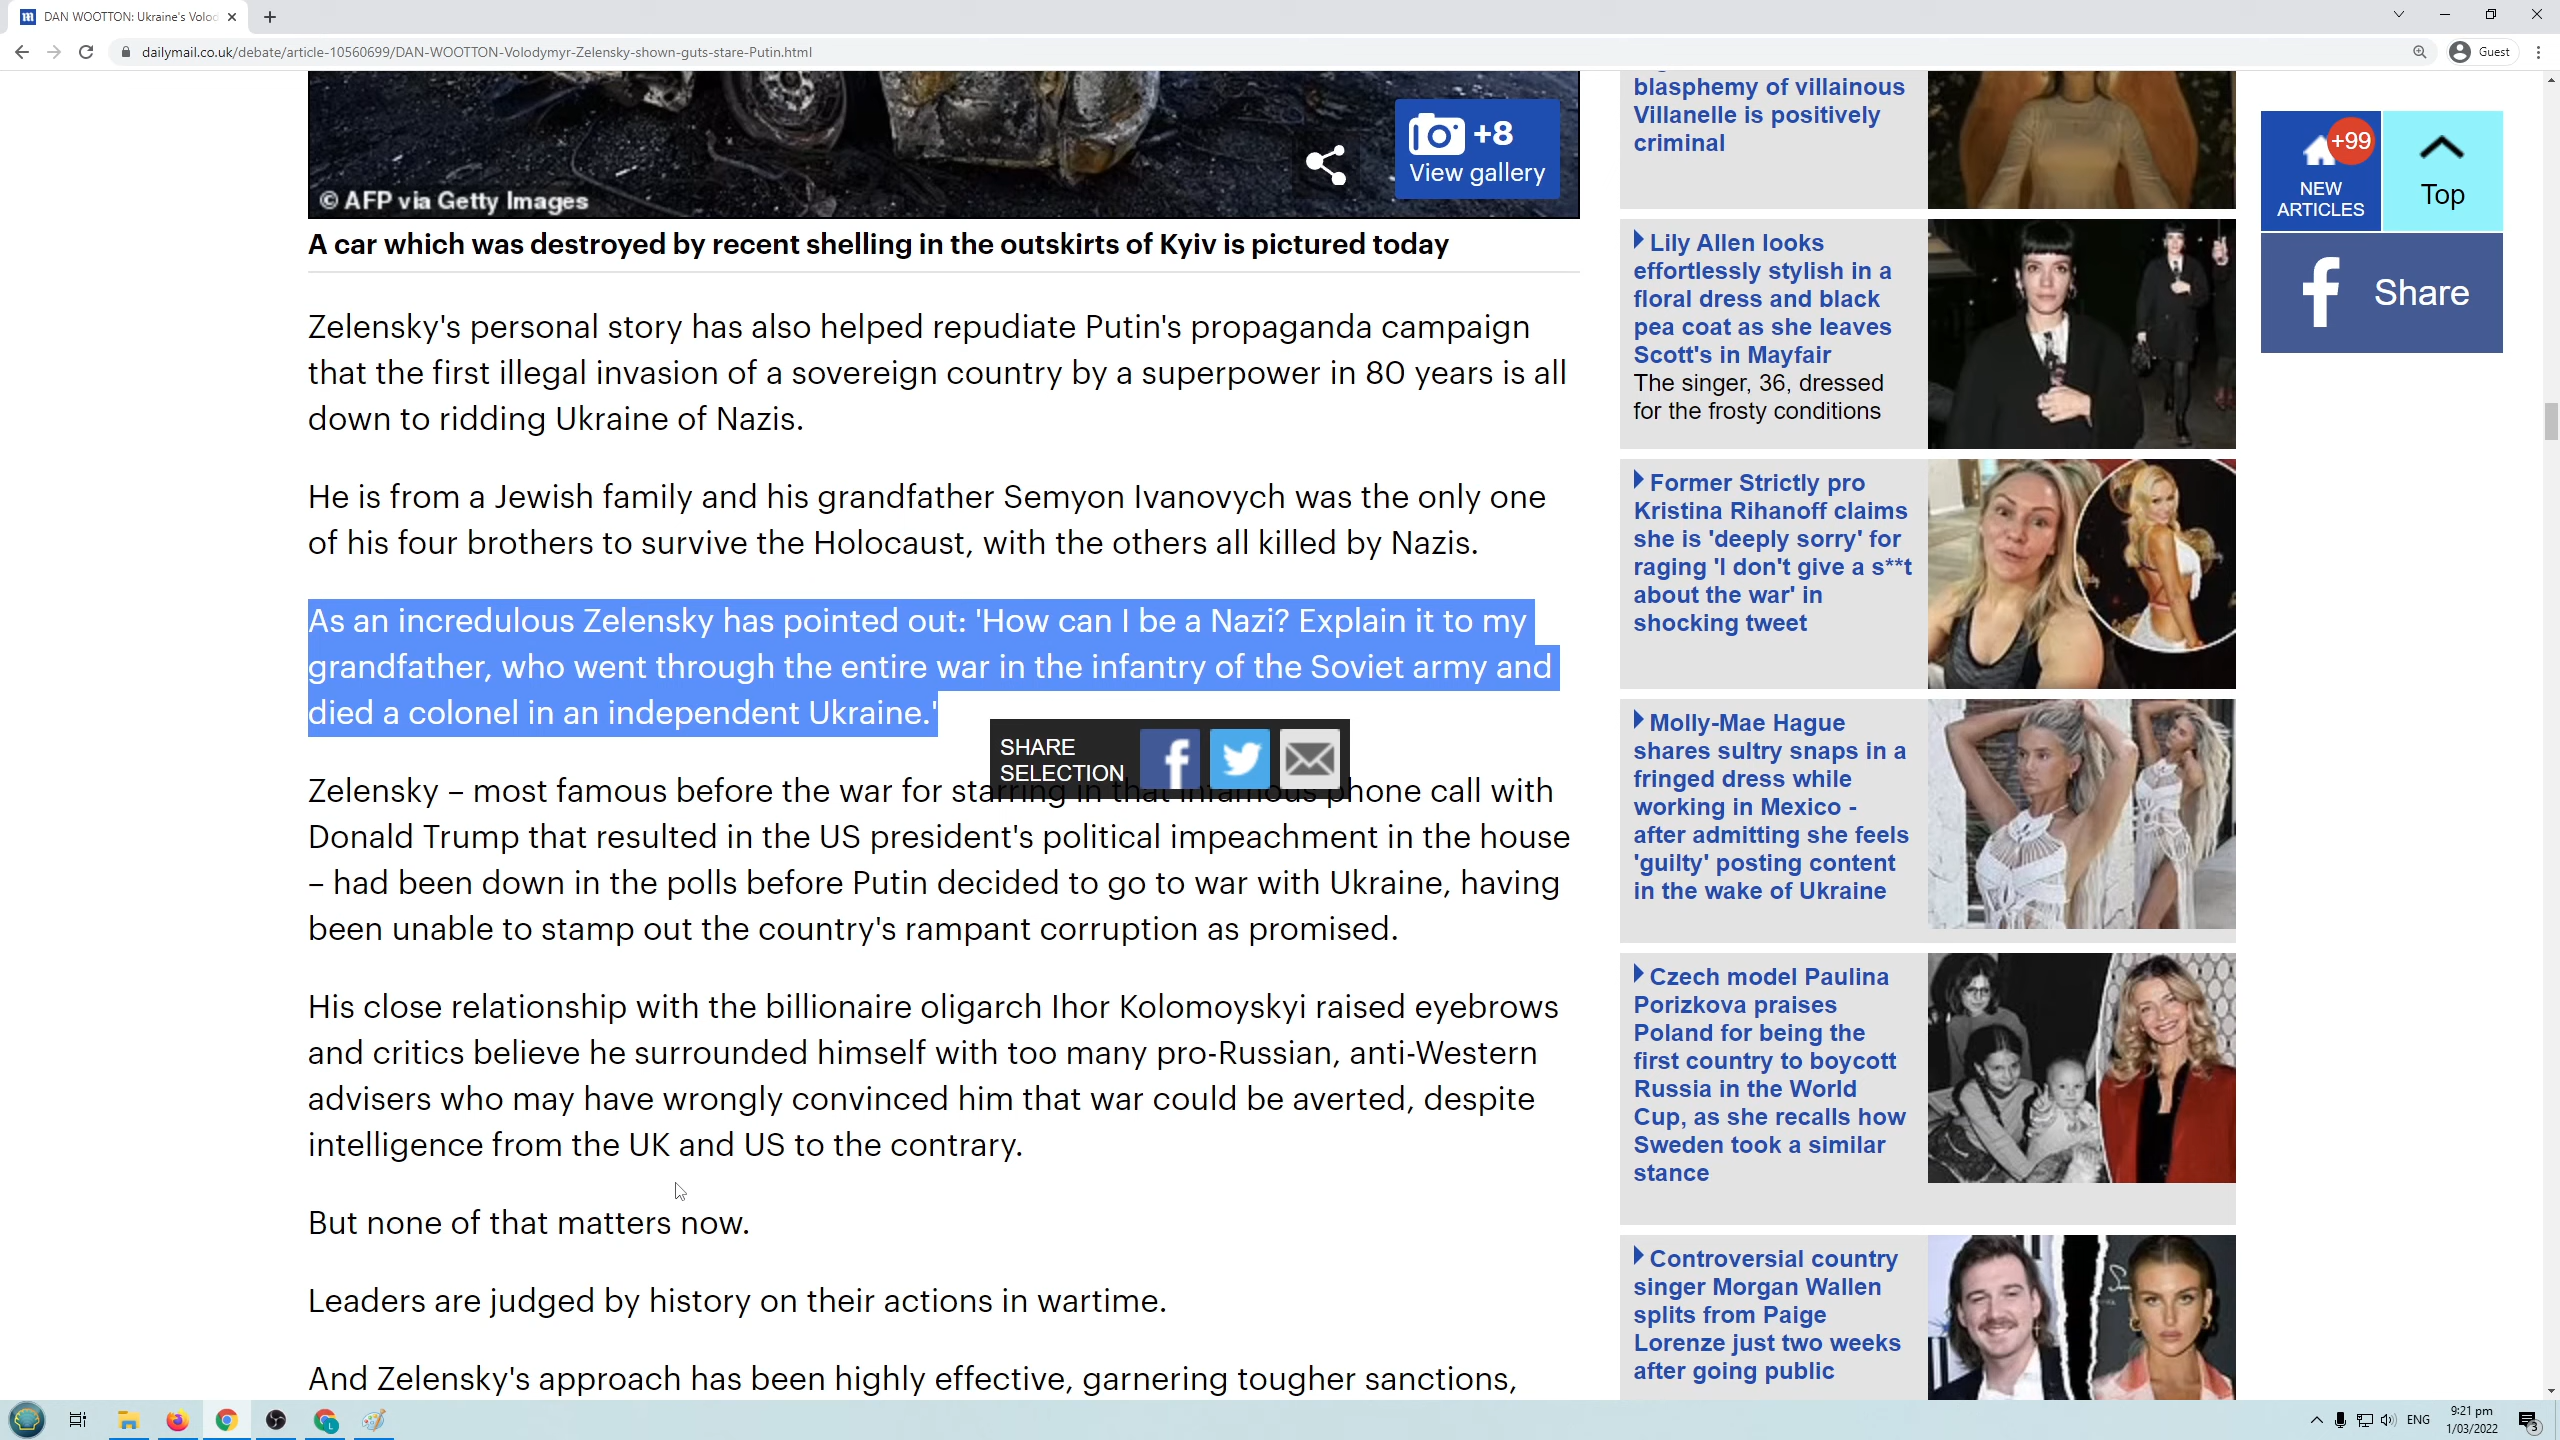 DAN WOOTTON: Ukraine's Volod
dailymail.co.uk/debate/article-10560699/DAN-WOOTTON-Volodymyr-Zelensky-shown-guts-stare-Putin.html
Guest
© AFP via Getty Images
+8
View gallery
A car which was destroyed by recent shelling in the outskirts of Kyiv is pictured today
Zelensky's personal story has also helped repudiate Putin's propaganda campaign
that the first illegal invasion of a sovereign country by a superpower in 80 years is all
down to ridding Ukraine of Nazis.
He is from a Jewish family and his grandfather Semyon Ivanovych was the only one
of his four brothers to survive the Holocaust, with the others all killed by Nazis.
As an incredulous Zelensky has pointed out: 'How can I be a Nazi? Explain it to my
grandfather, who went through the entire war in the infantry of the Soviet army and
died a colonel in an independent Ukraine.'
SHARE
SELECTION
Zelensky – most famous before the war for starring in that infamous phone call with
Donald Trump that resulted in the US president's political impeachment in the house
– had been down in the polls before Putin decided to go to war with Ukraine, having
been unable to stamp out the country's rampant corruption as promised.
His close relationship with the billionaire oligarch Ihor Kolomoyskyi raised eyebrows
and critics believe he surrounded himself with too many pro-Russian, anti-Western
advisers who may have wrongly convinced him that war could be averted, despite
intelligence from the UK and US to the contrary.
But none of that matters now.
Leaders are judged by history on their actions in wartime.
And Zelensky's approach has been highly effective, garnering tougher sanctions,
blasphemy of villainous
Villanelle is positively
criminal
Lily Allen looks
effortlessly stylish in a
floral dress and black
pea coat as she leaves
Scott's in Mayfair
The singer, 36, dressed
for the frosty conditions
Former Strictly pro
Kristina Rihanoff claims
she is 'deeply sorry' for
raging 'I don't give a s**t
about the war' in
shocking tweet
Molly-Mae Hague
shares sultry snaps in a
fringed dress while
working in Mexico -
after admitting she feels
'guilty' posting content
in the wake of Ukraine
Czech model Paulina
Porizkova praises
Poland for being the
first country to boycott
Russia in the World
Cup, as she recalls how
Sweden took a similar
stance
Controversial country
singer Morgan Wallen
splits from Paige
Lorenze just two weeks
after going public
+99
NEW
ARTICLES
Top
Share
ENG
9:21 pm
1/03/2022
3